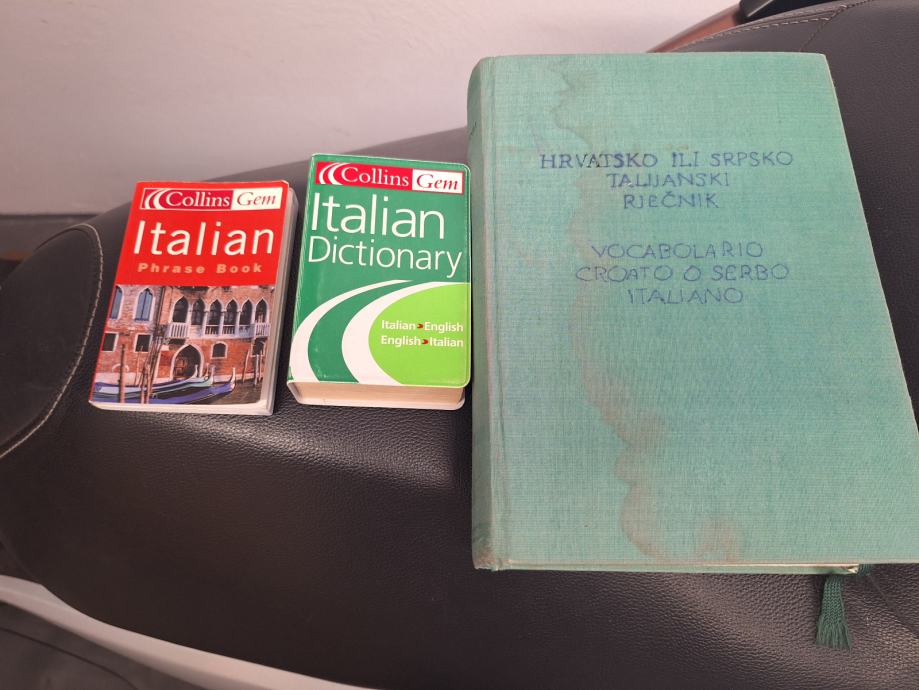 Collins Gem
Italian
Phrase Book
Collins Gem
Italian
Dictionary
Italian➤English
English➤Italian
HRVATSKO ILI SRPSKO
TALIJANSKI
RJEČNIK
VOCABOLARIO
CROATO O SERBO
ITALIANO